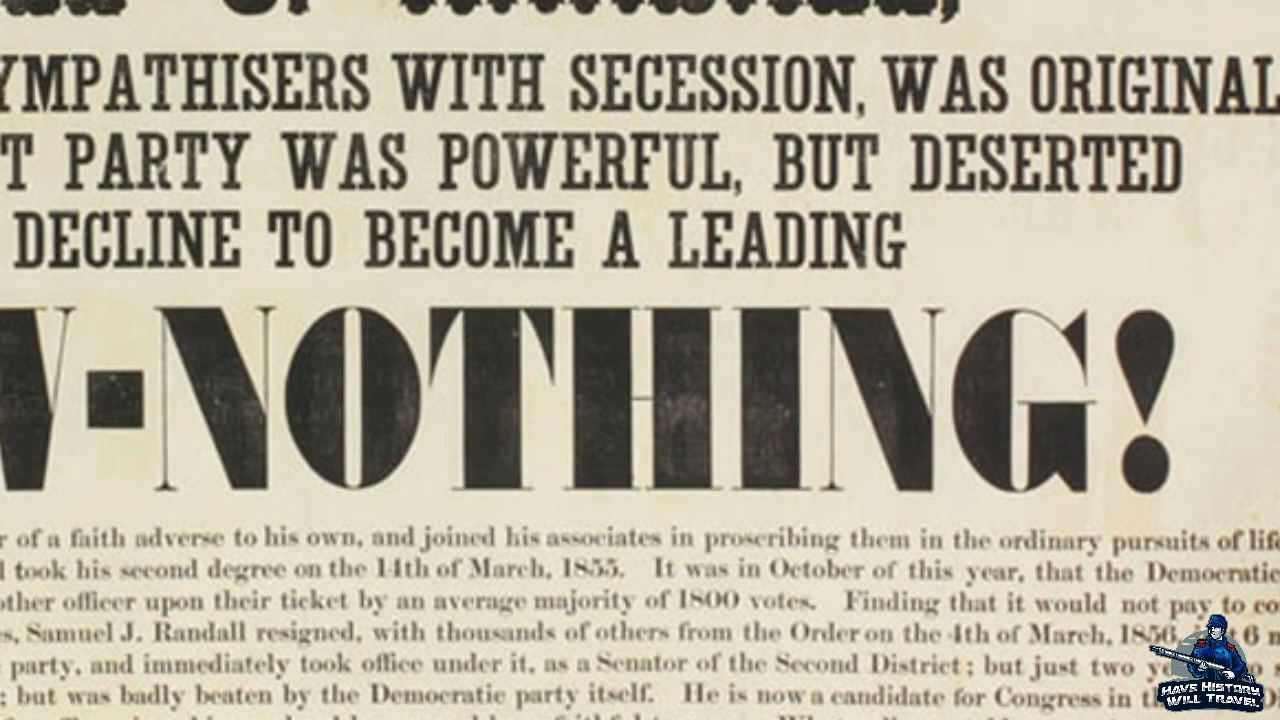 YMPATHISERS WITH SECESSION, WAS ORIGINAL
T PARTY WAS POWERFUL, BUT DESERTED
DECLINE TO BECOME A LEADING
W-NOTHING!
r of a faith adverse to his own, and joined his associates in proscribing them in the ordinary pursuits of life
l took his second degree on the 14th of March, 1855. It was in October of this year, that the Democratic
other officer upon their ticket by an average majority of 1800 votes. Finding that it would not pay to co
s, Samuel J. Randall resigned, with thousands of others from the Order on the 4th of March, 1856, 6 m
party, and immediately took office under it, as a Senator of the Second District; but just two
; but was badly beaten by the Democratic party itself. He is now a candidate for Congress in
HAVE HISTORY
WILL TRAVEL